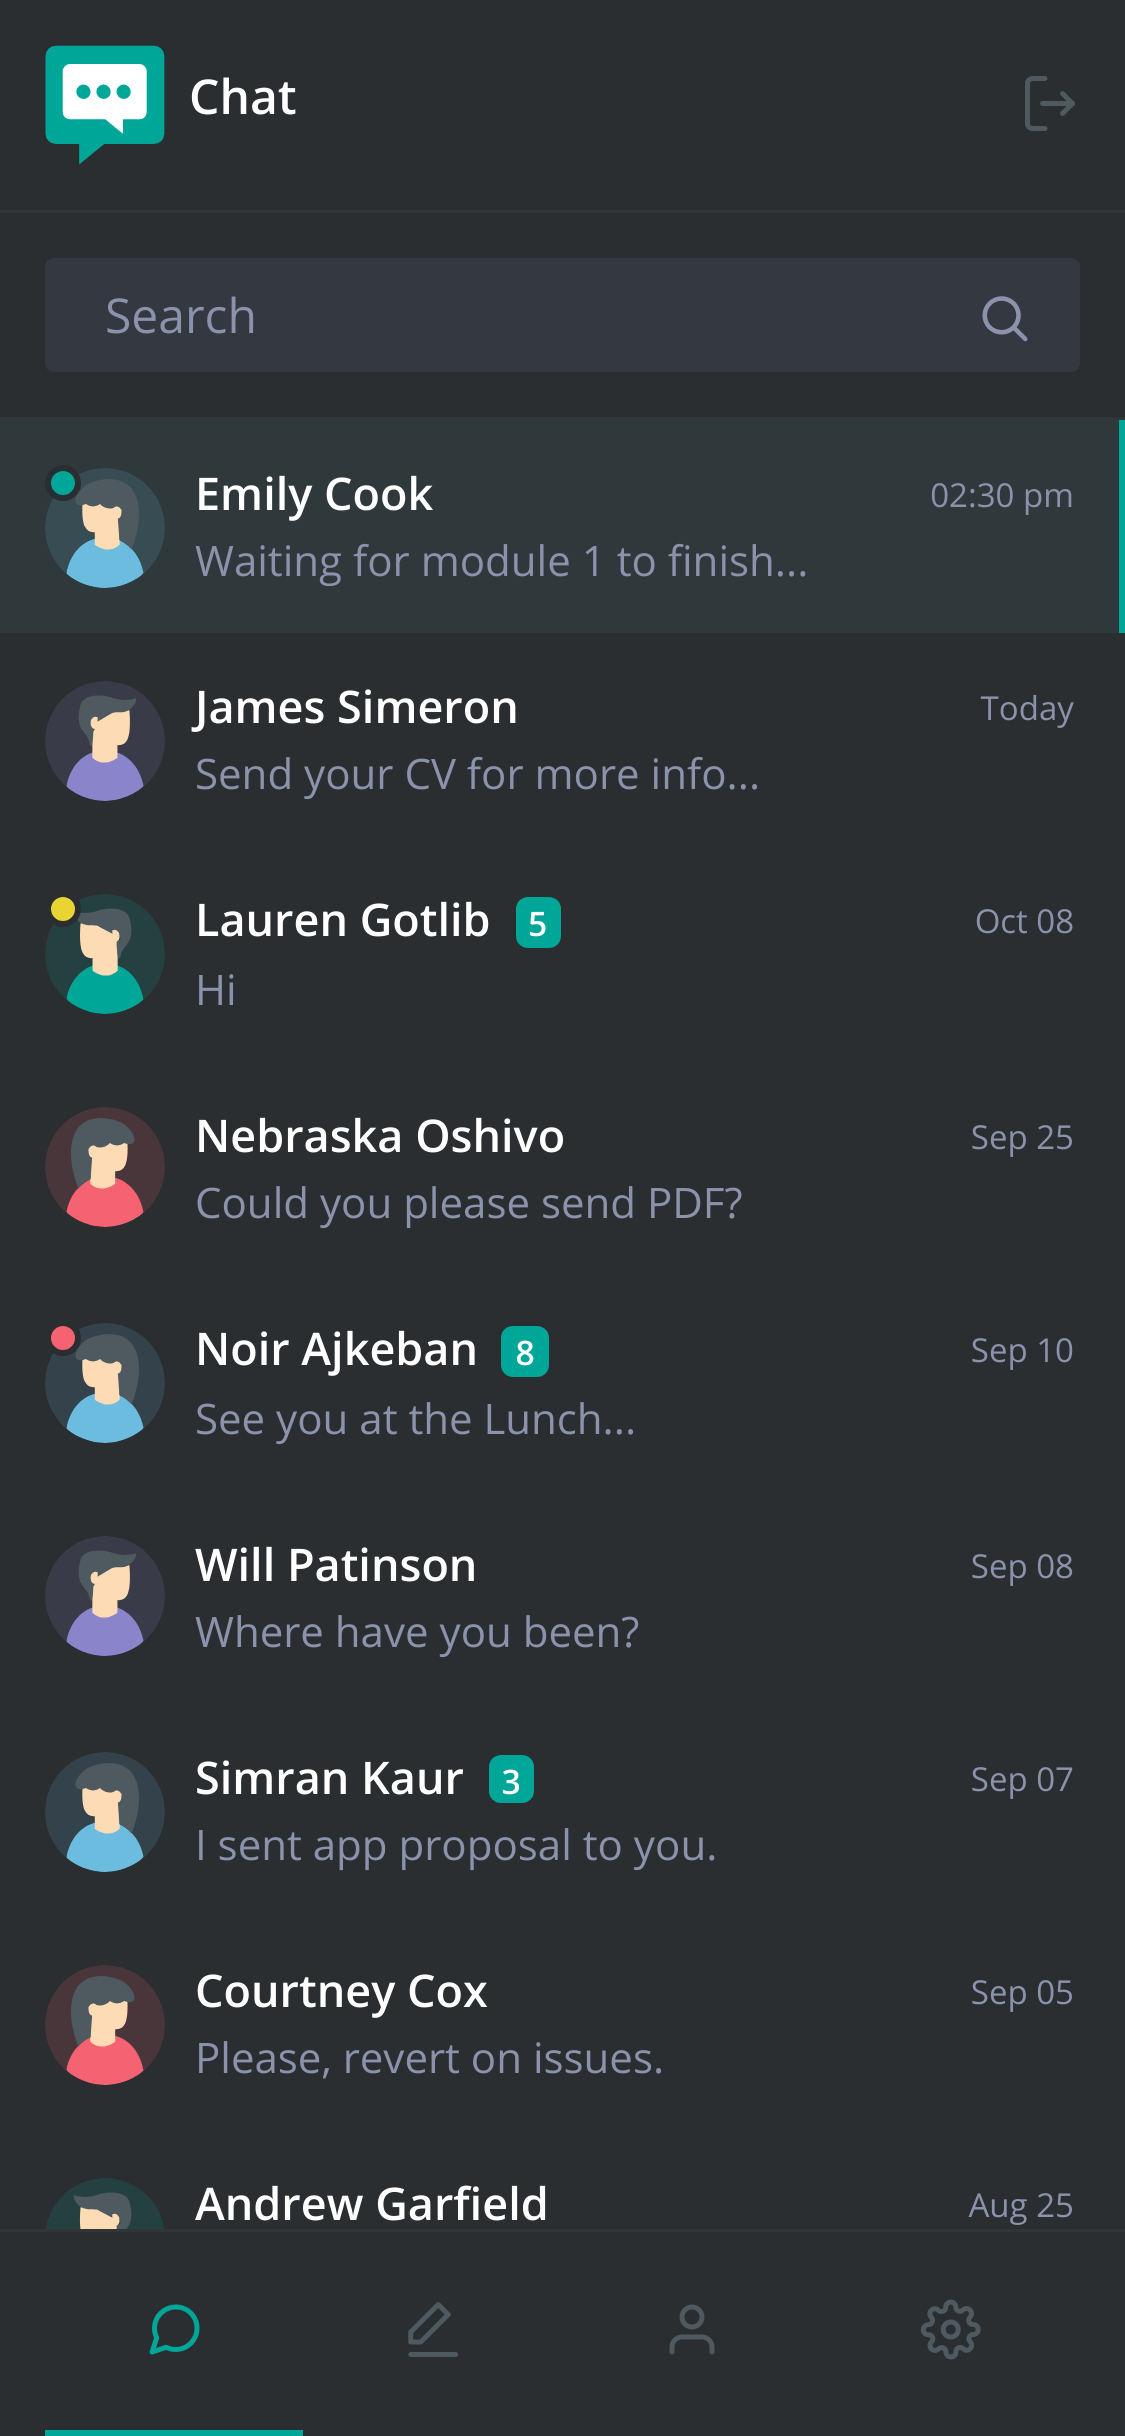 Chat
Search
Emily Cook 02:30 pm
Waiting for module 1 to finish...
James Simeron Today
Send your CV for more info...
Lauren Gotlib 5 Oct 08
Hi
Nebraska Oshivo Sep 25
Could you please send PDF?
Noir Ajkeban 8 Sep 10
See you at the Lunch...
Will Patinson Sep 08
Where have you been?
Simran Kaur 3 Sep 07
I sent app proposal to you.
Courtney Cox Sep 05
Please, revert on issues.
Andrew Garfield Aug 25